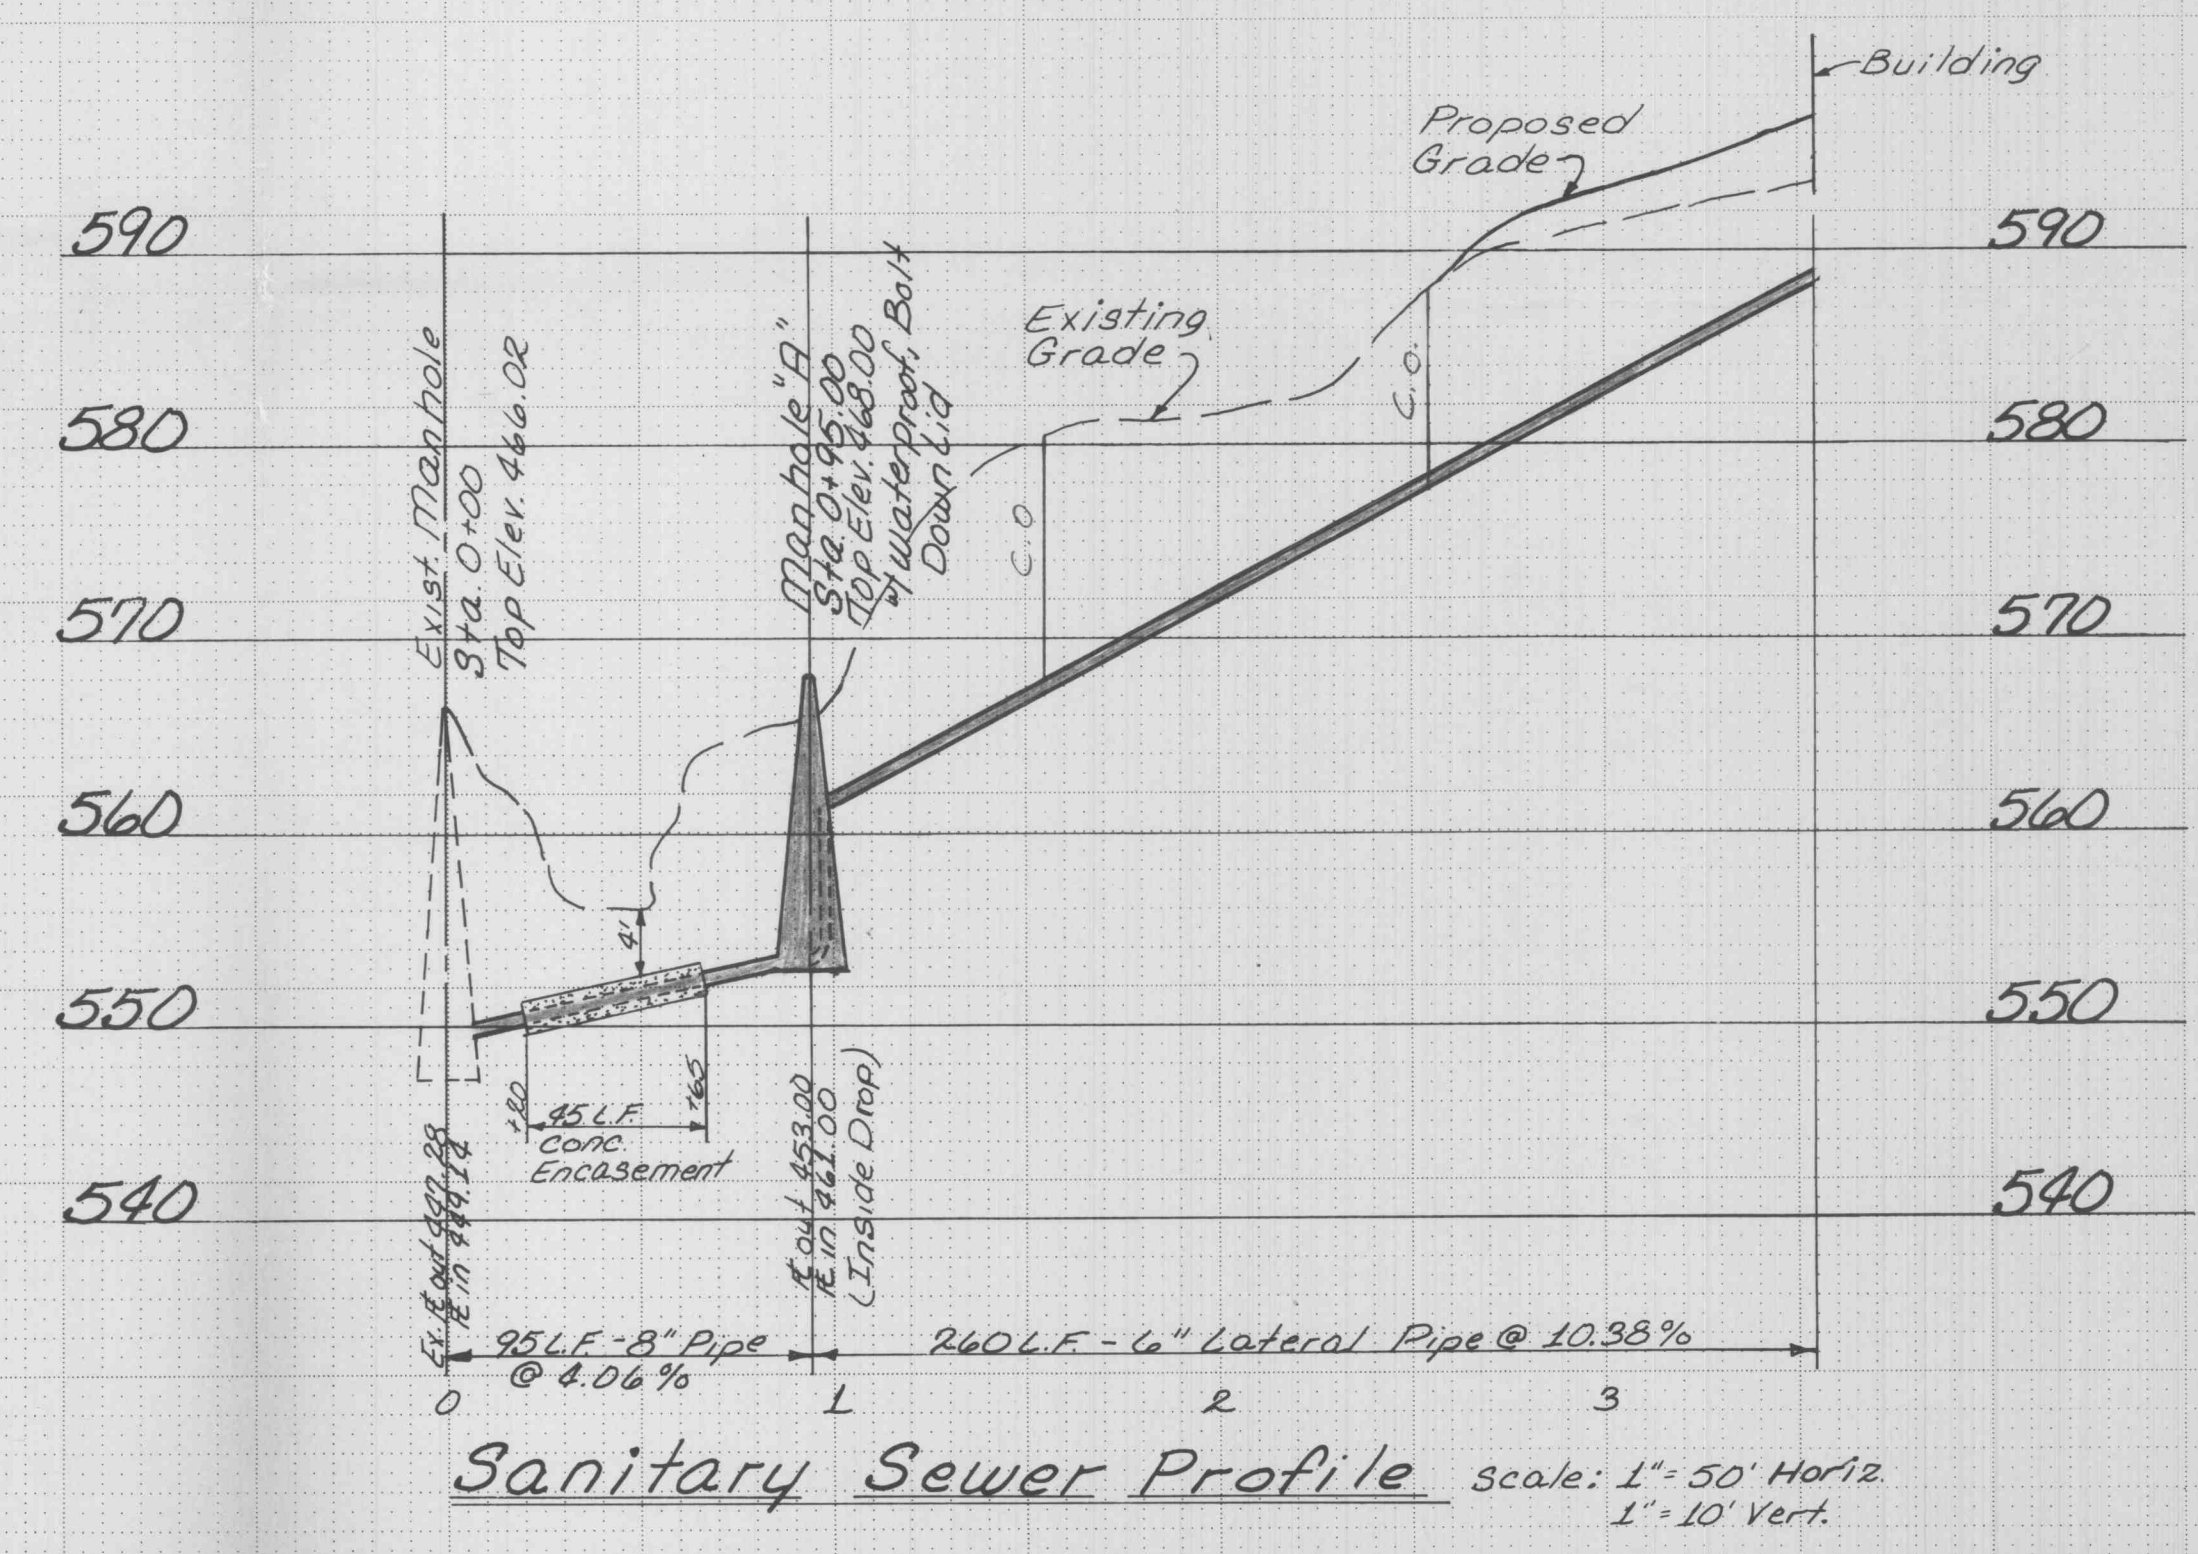 Building
Proposed
Grade
590
590
Existing
Grade
580
580
570
570
560
560
550
550
540
540
Exist. Manhole
Sta. 0+00
Top Elev. 466.02
Manhole "A"
Sta. 0+95.00
Top Elev. 468.00
w/ waterproof, Bolt
Down Lid
C.O
C.O.
4'
+20
+65
45 L.F.
Conc.
Encasement
Ex. PL out 447.28
PL in 449.14
PL out 453.00
PL in 461.00
(Inside Drop)
95 L.F. - 8" Pipe
@ 4.06 %
260 L.F. - 6" Lateral Pipe @ 10.38%
0
1
2
3
Sanitary Sewer Profile
Scale: 1" = 50' Horiz.
1" = 10' Vert.